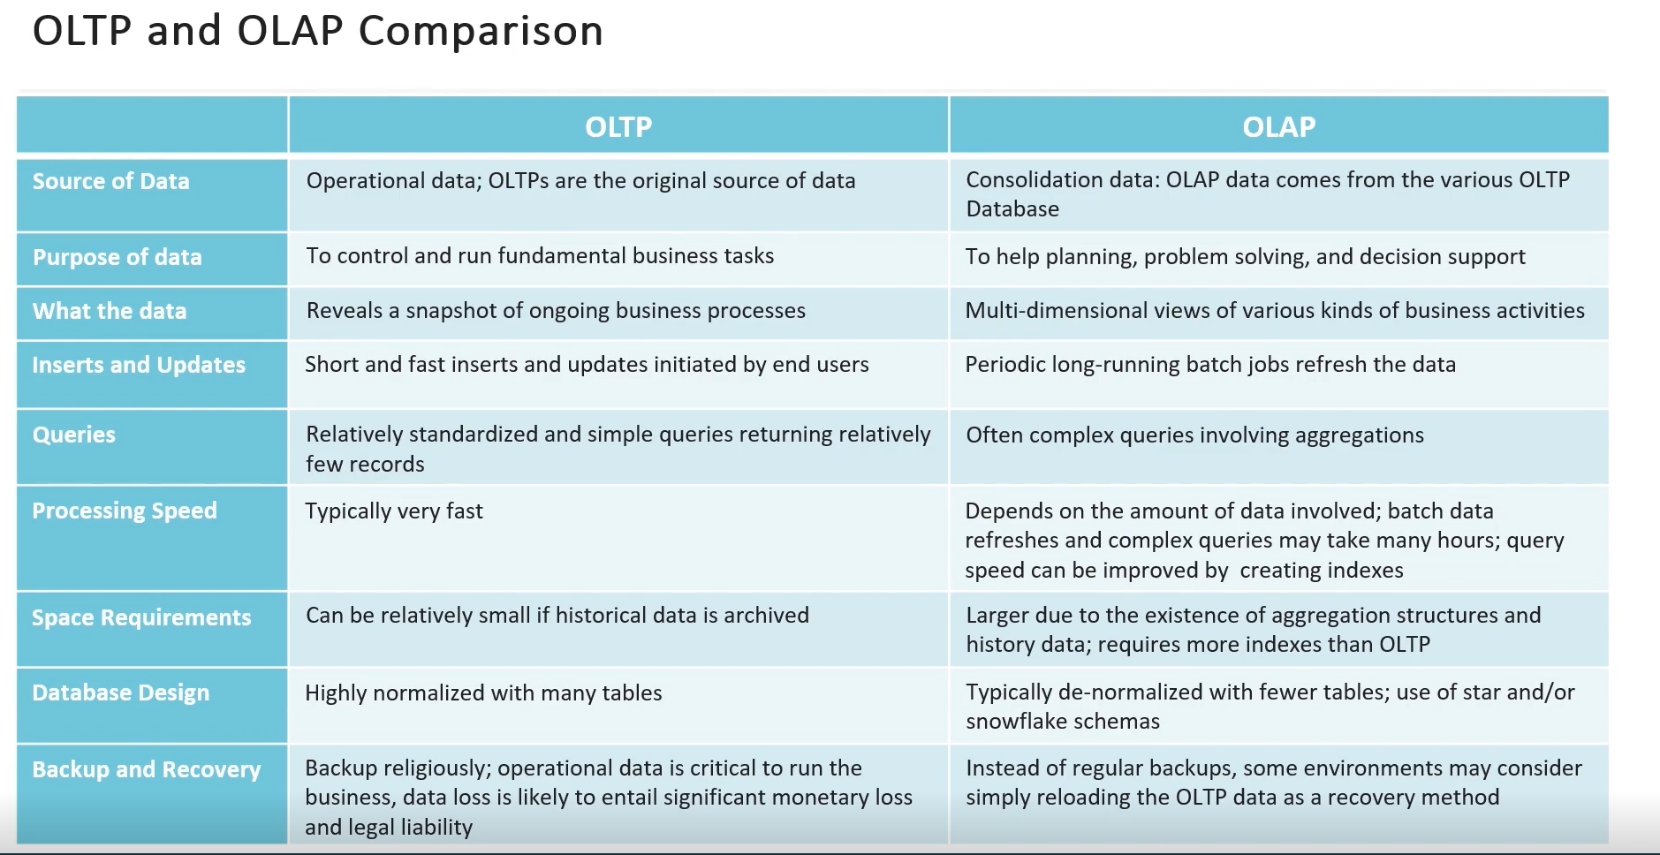 OLTP and OLAP Comparison
OLTP
OLAP
Source of Data
Operational data; OLTPs are the original source of data
Consolidation data: OLAP data comes from the various OLTP
Database
Purpose of data
To control and run fundamental business tasks
To help planning, problem solving, and decision support
What the data
Reveals a snapshot of ongoing business processes
Multi-dimensional views of various kinds of business activities
Inserts and Updates
Short and fast inserts and updates initiated by end users
Periodic long-running batch jobs refresh the data
Queries
Relatively standardized and simple queries returning relatively
few records
Often complex queries involving aggregations
Processing Speed
Typically very fast
Depends on the amount of data involved; batch data
refreshes and complex queries may take many hours; query
speed can be improved by creating indexes
Space Requirements
Can be relatively small if historical data is archived
Larger due to the existence of aggregation structures and
history data; requires more indexes than OLTP
Database Design
Highly normalized with many tables
Typically de-normalized with fewer tables; use of star and/or
snowflake schemas
Backup and Recovery
Backup religiously; operational data is critical to run the
business, data loss is likely to entail significant monetary loss
and legal liability
Instead of regular backups, some environments may consider
simply reloading the OLTP data as a recovery method